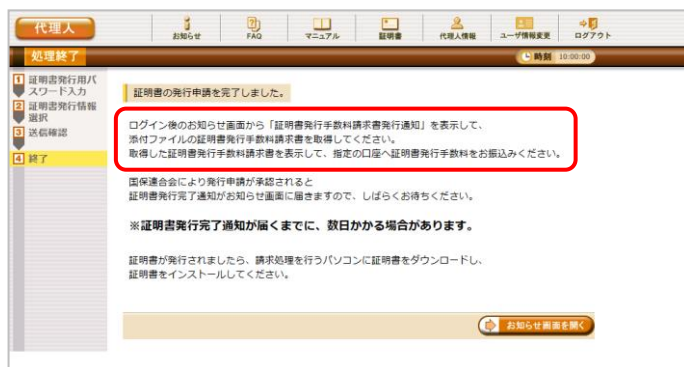 代理人
お知らせ
FAQ
マニュアル
証明書
代理人情報
ユーザ情報変更
ログアウト
処理終了
時刻 10:00:00
1 証明書発行用パ
スワード入力
2 証明書発行情報
選択
3 送信確認
4 終了
証明書の発行申請を完了しました。
ログイン後のお知らせ画面から「証明書発行手数料請求書発行通知」を表示して、
添付ファイルの証明書発行手数料請求書を取得してください。
取得した証明書発行手数料請求書を表示して、指定の口座へ証明書発行手数料をお振込みください。
国保連合会により発行申請が承認されると
証明書発行完了通知がお知らせ画面に届きますので、しばらくお待ちください。
※証明書発行完了通知が届くまでに、数日かかる場合があります。
証明書が発行されましたら、請求処理を行うパソコンに証明書をダウンロードし、
証明書をインストールしてください。
お知らせ画面を開く